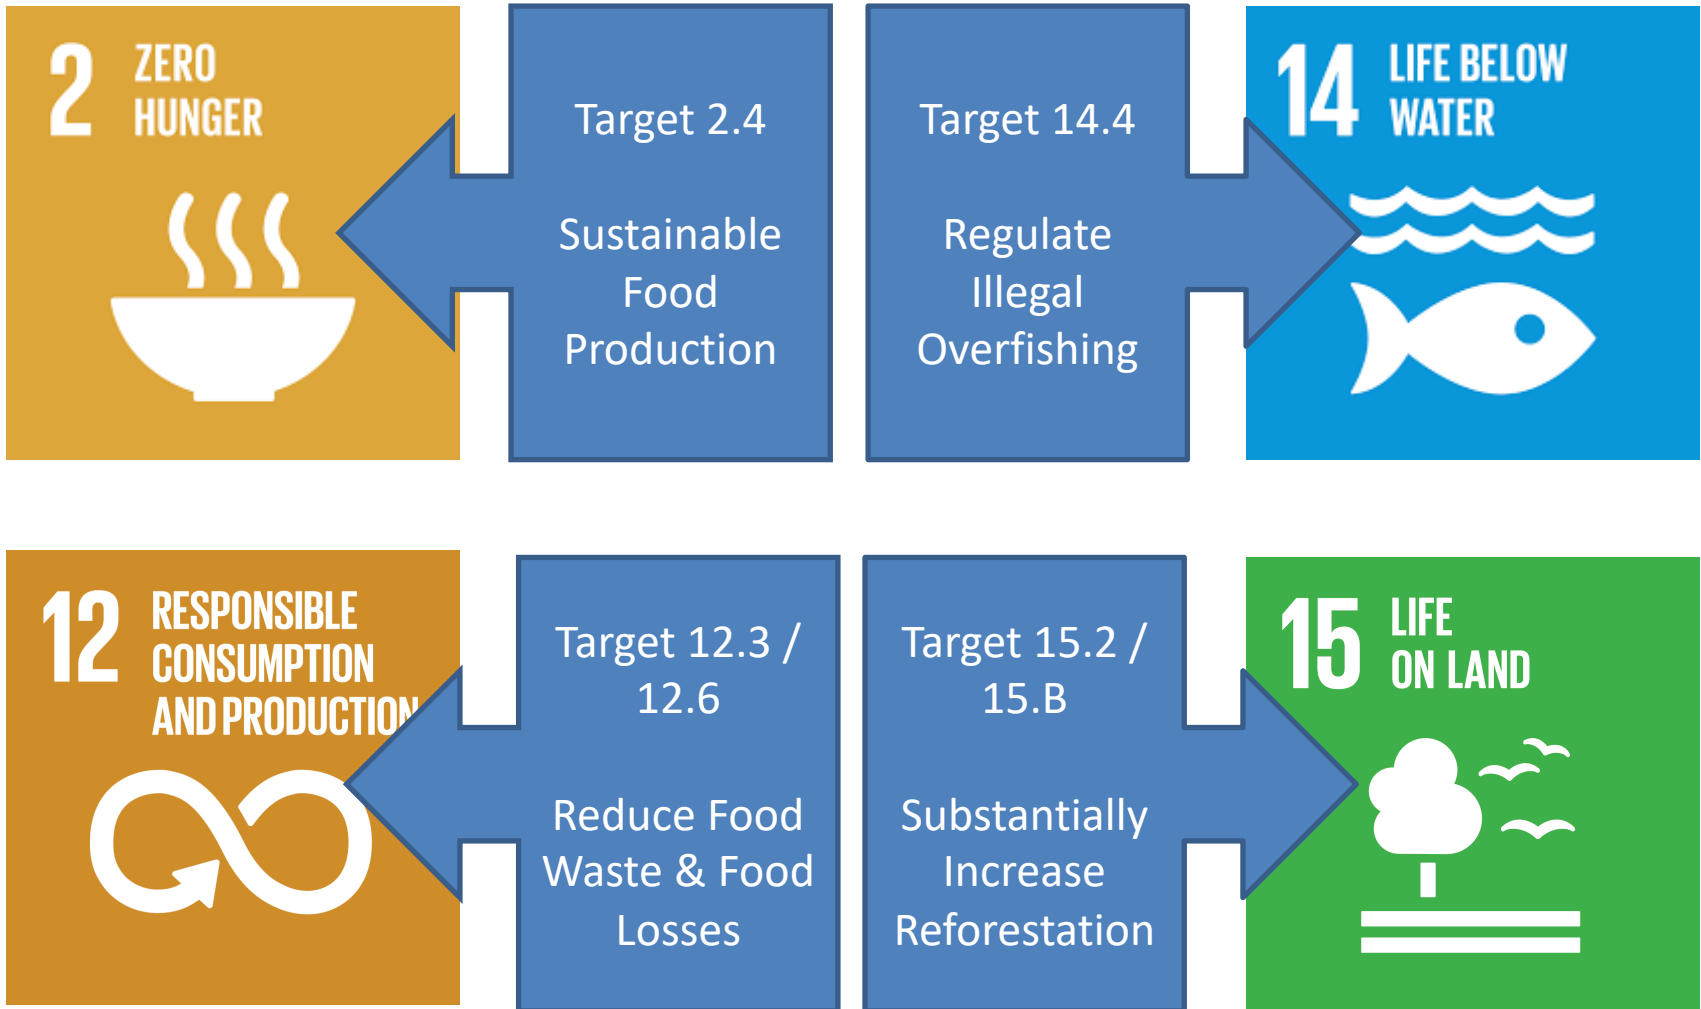 2 ZERO
HUNGER
Target 2.4
Sustainable
Food
Production
Target 14.4
Regulate
Illegal
Overfishing
14 LIFE BELOW
WATER
12 RESPONSIBLE
CONSUMPTION
AND PRODUCTION
Target 12.3 /
12.6
Reduce Food
Waste & Food
Losses
Target 15.2 /
15.B
Substantially
Increase
Reforestation
15 LIFE
ON LAND